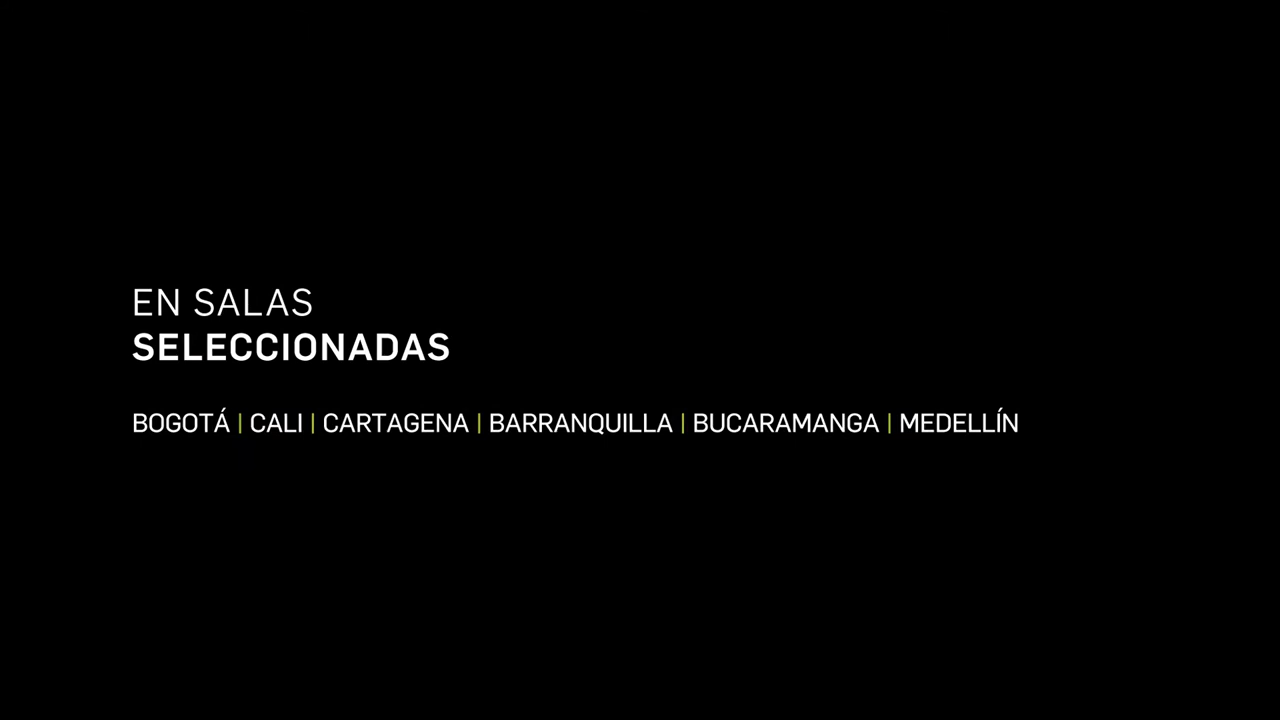 EN SALAS
SELECCIONADAS
BOGOTÁ | CALI | CARTAGENA | BARRANQUILLA | BUCARAMANGA | MEDELLÍN